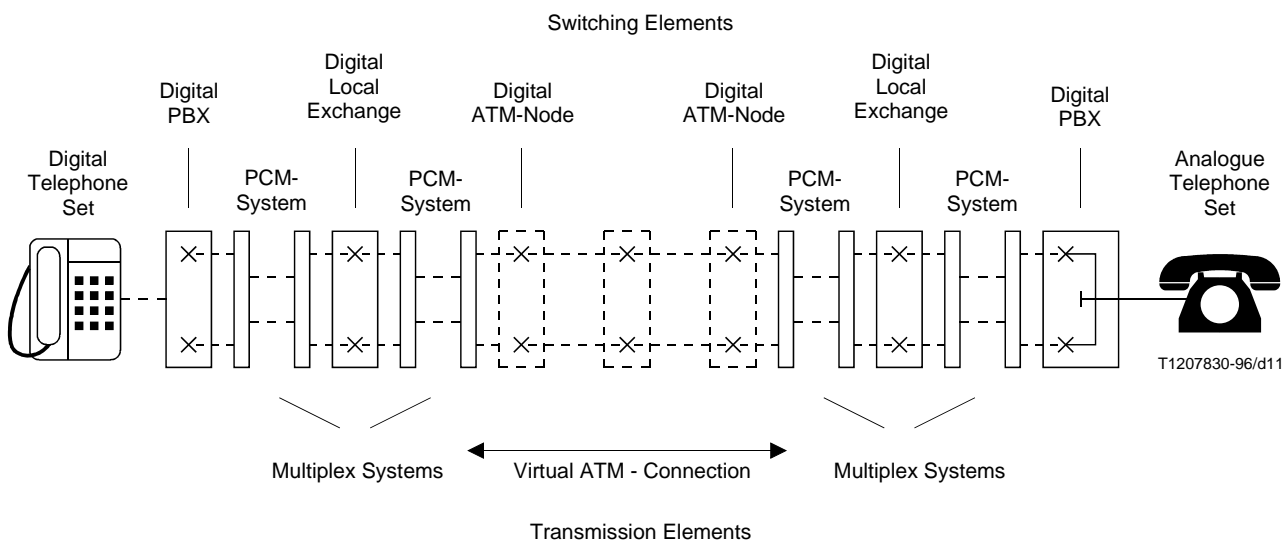 Switching Elements
Digital
Telephone
Set
Digital
PBX
PCM-
System
Digital
Local
Exchange
PCM-
System
Digital
ATM-Node
Digital
ATM-Node
PCM-
System
Digital
Local
Exchange
PCM-
System
Digital
PBX
Analogue
Telephone
Set
T1207830-96/d11
Multiplex Systems
Virtual ATM - Connection
Multiplex Systems
Transmission Elements